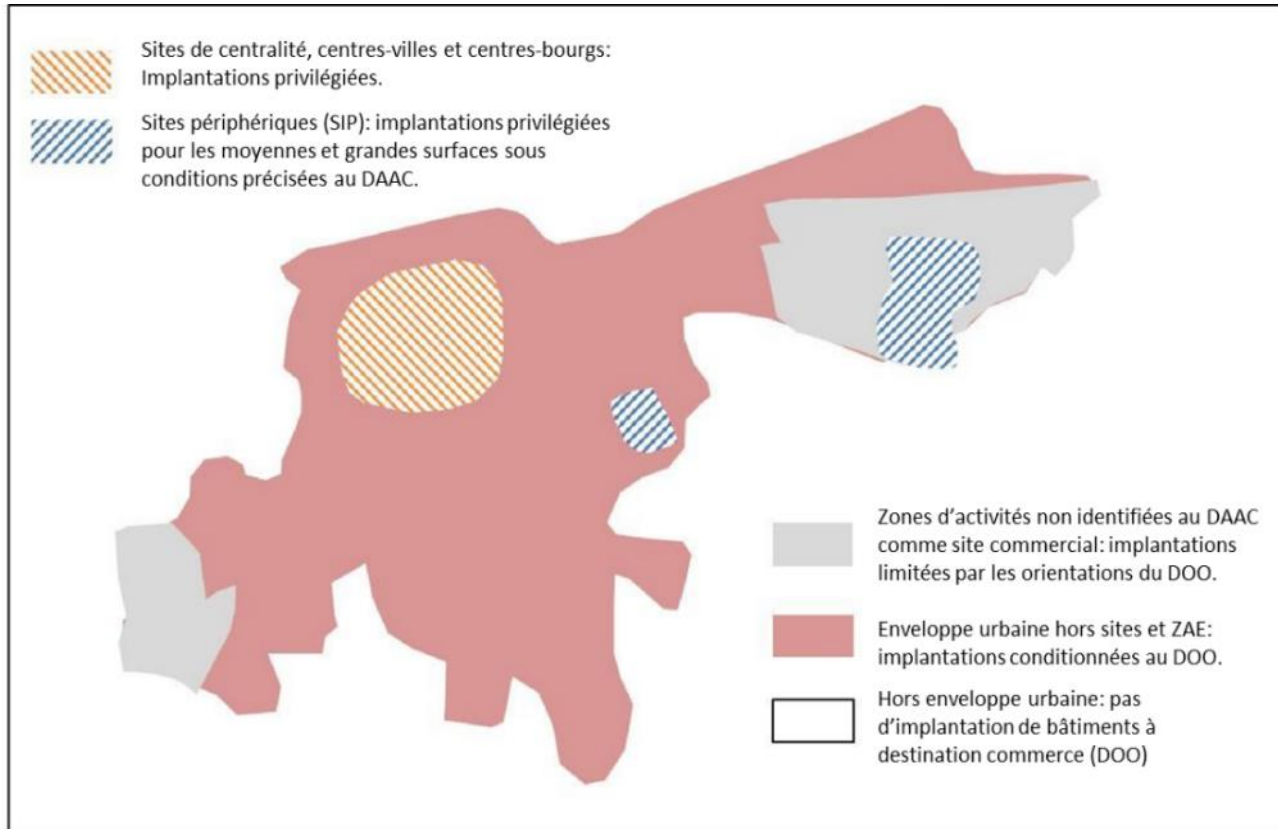 Sites de centralité, centres-villes et centres-bourgs:
Implantations privilégiées.
Sites périphériques (SIP): implantations privilégiées
pour les moyennes et grandes surfaces sous
conditions précisées au DAAC.
Zones d’activités non identifiées au DAAC
comme site commercial: implantations
limitées par les orientations du DOO.
Enveloppe urbaine hors sites et ZAE:
implantations conditionnées au DOO.
Hors enveloppe urbaine: pas
d’implantation de bâtiments à
destination commerce (DOO)